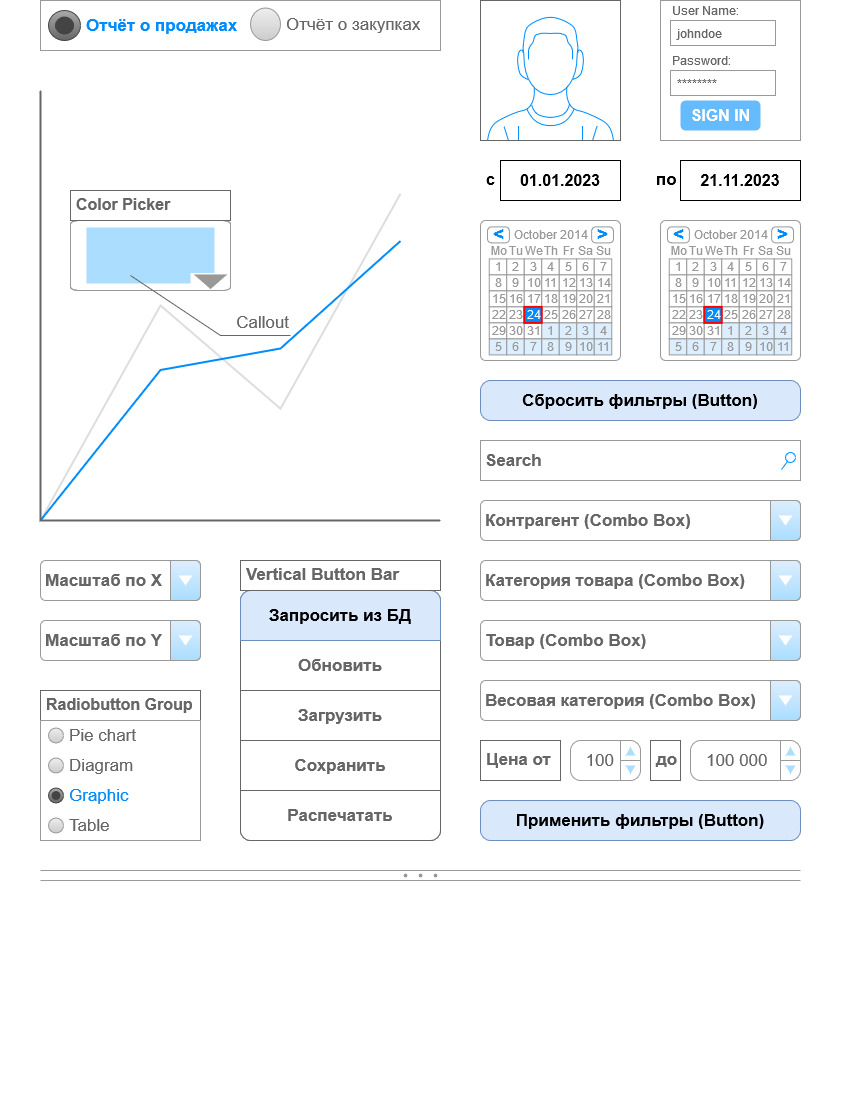 Отчёт о продажах
Отчёт о закупках
User Name:
johndoe
Password:
********
SIGN IN
с
01.01.2023
по
21.11.2023
Color Picker
Callout
< October 2014 >
Mo Tu We Th Fr Sa Su
1 2 3 4 5 6 7
8 9 10 11 12 13 14
15 16 17 18 19 20 21
22 23 24 25 26 27 28
29 30 31 1 2 3 4
5 6 7 8 9 10 11
< October 2014 >
Mo Tu We Th Fr Sa Su
1 2 3 4 5 6 7
8 9 10 11 12 13 14
15 16 17 18 19 20 21
22 23 24 25 26 27 28
29 30 31 1 2 3 4
5 6 7 8 9 10 11
Сбросить фильтры (Button)
Search
Контрагент (Combo Box)
Категория товара (Combo Box)
Товар (Combo Box)
Весовая категория (Combo Box)
Цена от
100
до
100 000
Применить фильтры (Button)
Масштаб по X
Масштаб по Y
Radiobutton Group
Pie chart
Diagram
Graphic
Table
Vertical Button Bar
Запросить из БД
Обновить
Загрузить
Сохранить
Распечатать